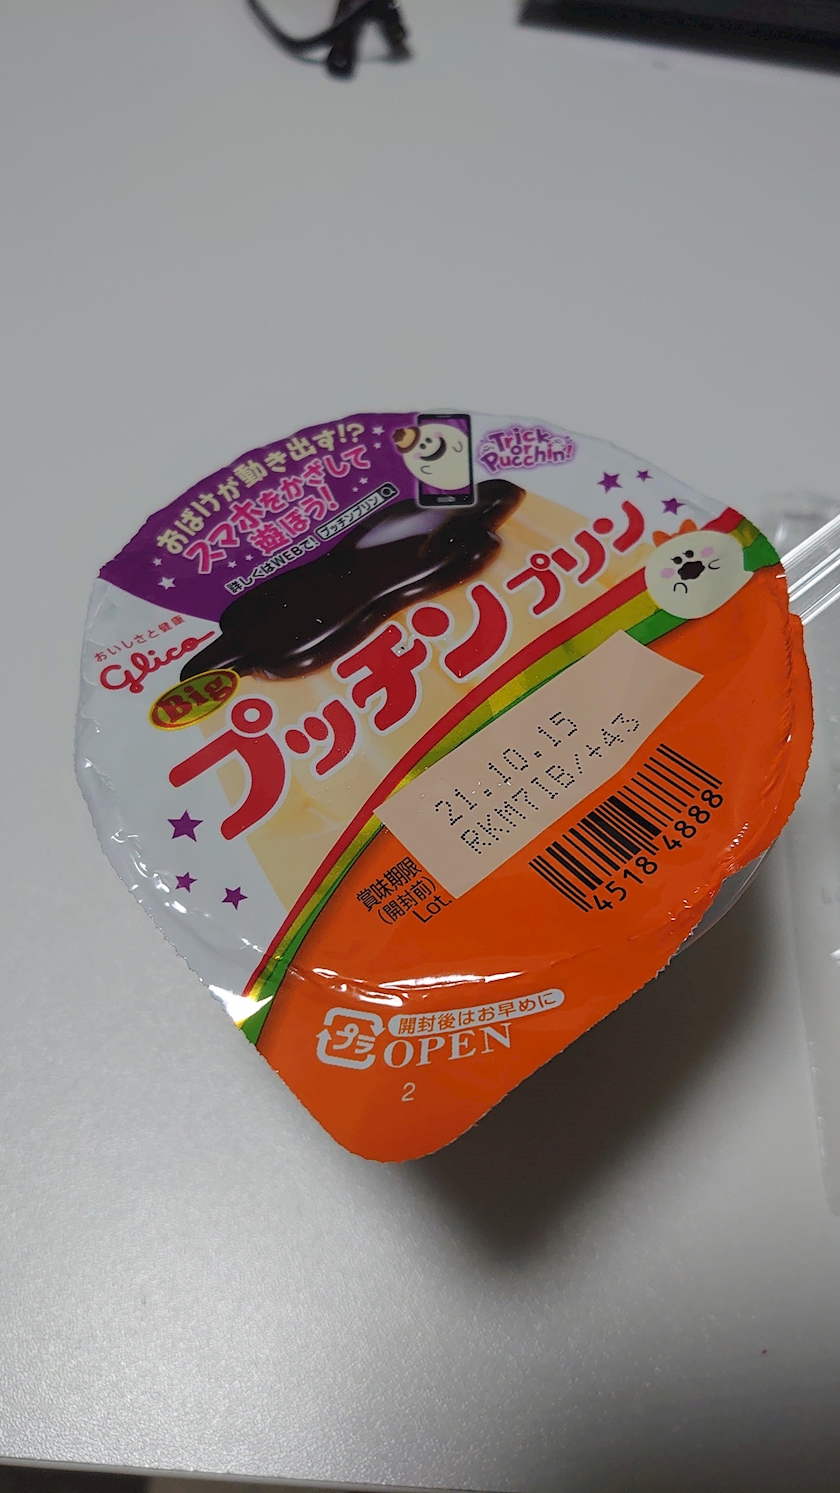 おばけが動き出す!?
スマホをかざして
遊ぼう!
詳しくはWEBで! プッチンプリン
Trick
or
Pucchin!
おいしさと健康
Glico
Big
プッチンプリン
21.10.15
RKM71B/+A3
賞味期限
(開封前)
Lot
4518 4888
プラ
開封後はお早めに
OPEN
2